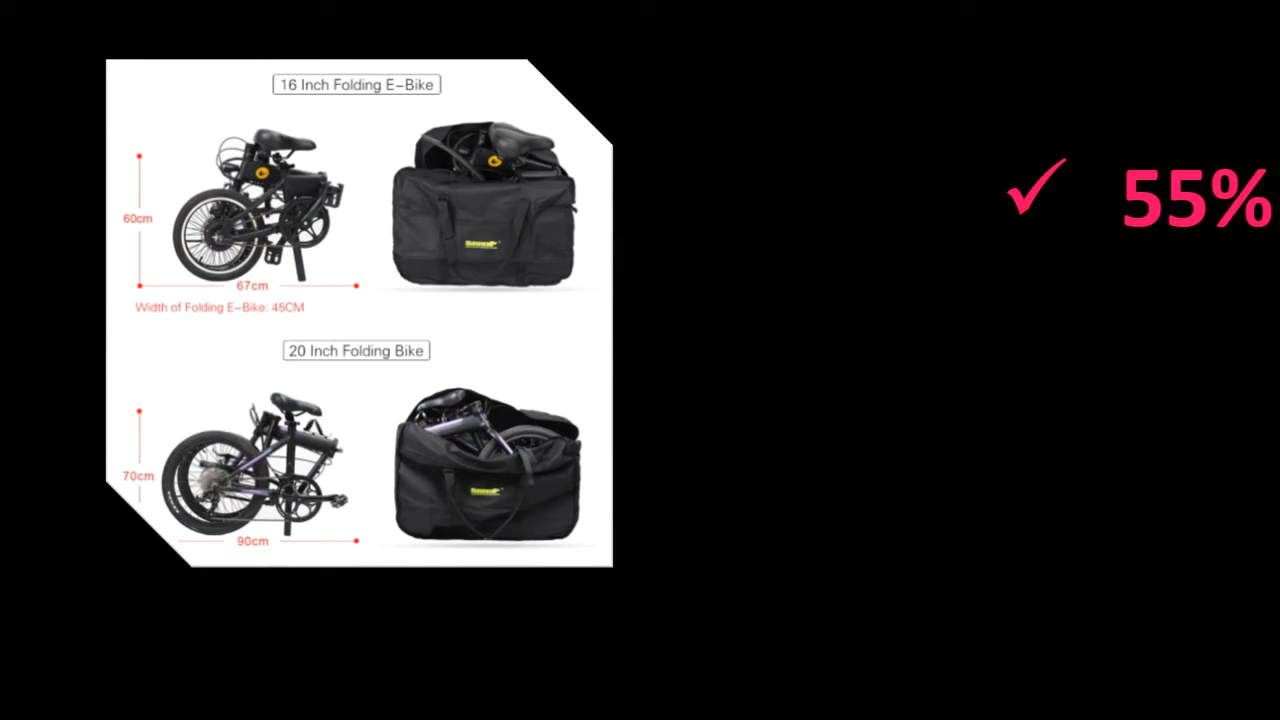 16 Inch Folding E-Bike
60cm
67cm
Width of Folding E-Bike: 45CM
20 Inch Folding Bike
70cm
90cm
55%